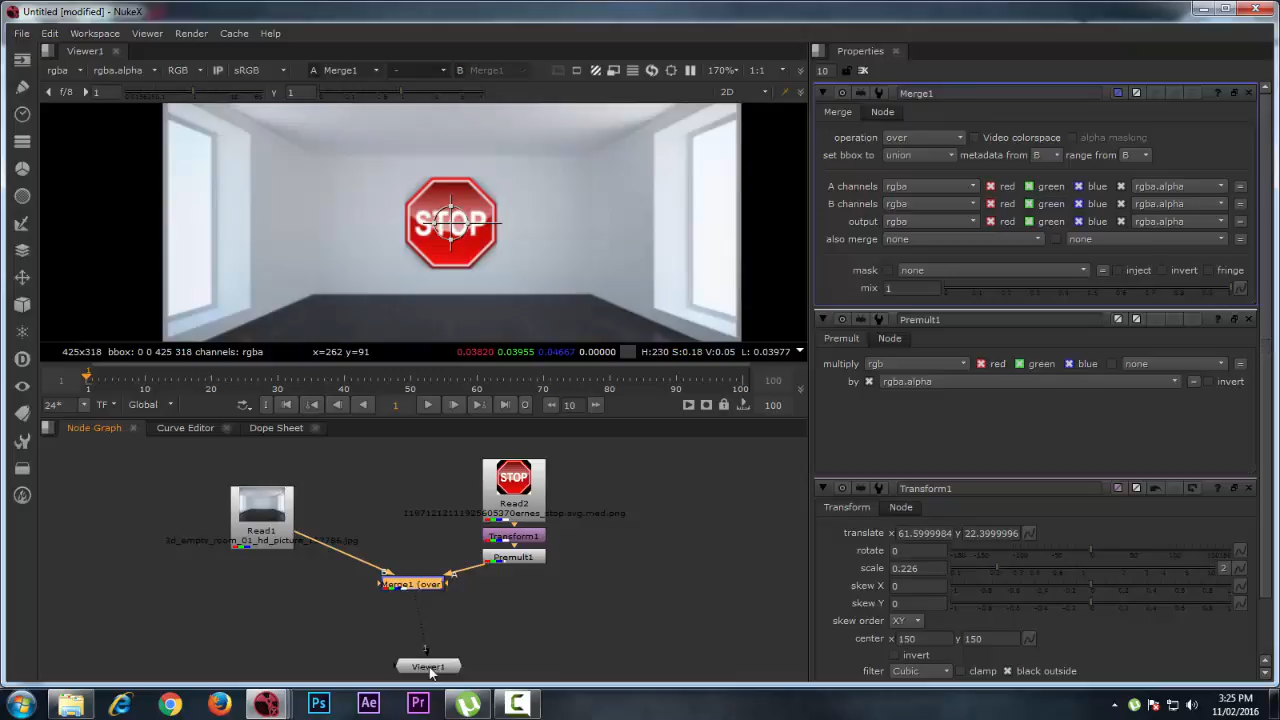 Untitled [modified] - NukeX
File Edit Workspace Viewer Render Cache Help
Viewer1
rgba rgba.alpha RGB IP sRGB A Merge1 - B Merge1 170% 1:1
f/8 1 y 1 2D
STOP
425x318 bbox: 0 0 425 318 channels: rgba x=262 y=91 0.03820 0.03955 0.04667 0.00000 H:230 S:0.18 V:0.05 L: 0.03977
1 1 10 20 30 40 50 60 70 80 90 100 100
24* TF Global 1 10 100
Node Graph Curve Editor Dope Sheet
STOP
Read2
Read1
Transform1
Premult1
B A
Merge1 (over
1
Viewer1
Properties
10
Merge1
Merge Node
operation over Video colorspace alpha masking
set bbox to union metadata from B range from B
A channels rgba red green blue rgba.alpha =
B channels rgba red green blue rgba.alpha =
output rgba red green blue rgba.alpha =
also merge none none =
mask none = inject invert fringe
mix 1
Premult1
Premult Node
multiply rgb red green blue none =
by rgba.alpha = invert
Transform1
Transform Node
translate x 61.5999984 y 22.3999996
rotate 0
scale 0.226 2
skew X 0
skew Y 0
skew order XY
center x 150 y 150
invert
filter Cubic clamp black outside
Ps Ae Pr
3:25 PM
11/02/2016